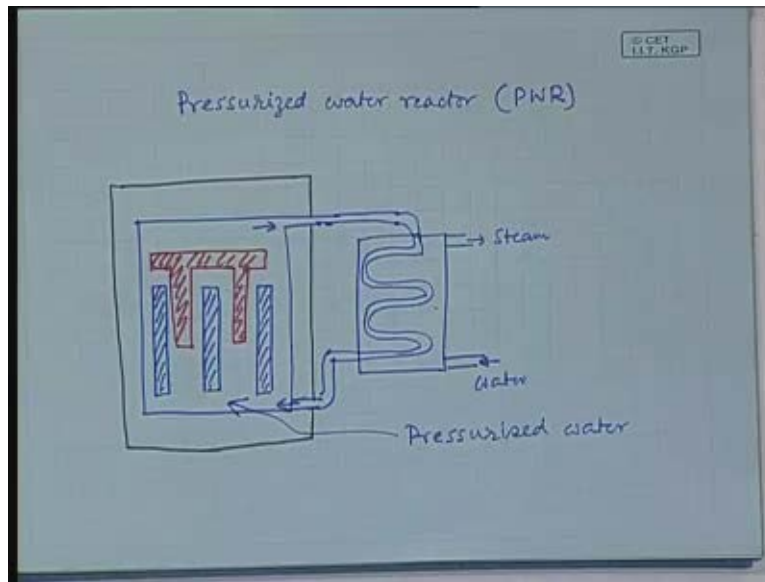 © CET
I.I.T. KGP
Pressurized water reactor (PWR)
Steam
Water
Pressurized water